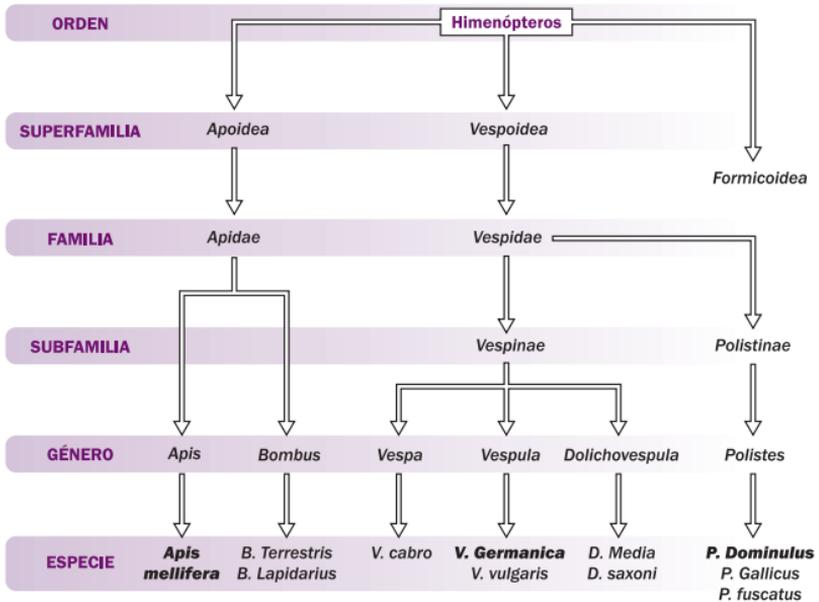 ORDEN
Himenópteros
SUPERFAMILIA
Apoidea
Vespoidea
Formicoidea
FAMILIA
Apidae
Vespidae
SUBFAMILIA
Vespinae
Polistinae
GÉNERO
Apis
Bombus
Vespa
Vespula
Dolichovespula
Polistes
ESPECIE
Apis
mellifera
B. Terrestris
B. Lapidarius
V. cabro
V. Germanica
V. vulgaris
D. Media
D. saxoni
P. Dominulus
P. Gallicus
P. fuscatus